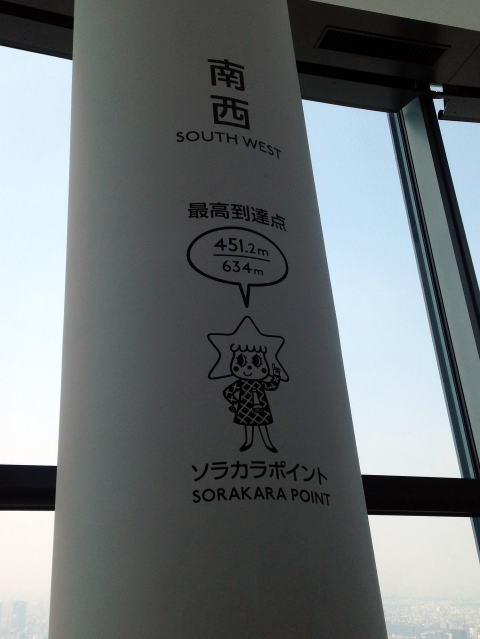 南
西
SOUTH WEST
最高到達点
451.2m
634m
ソラカラポイント
SORAKARA POINT